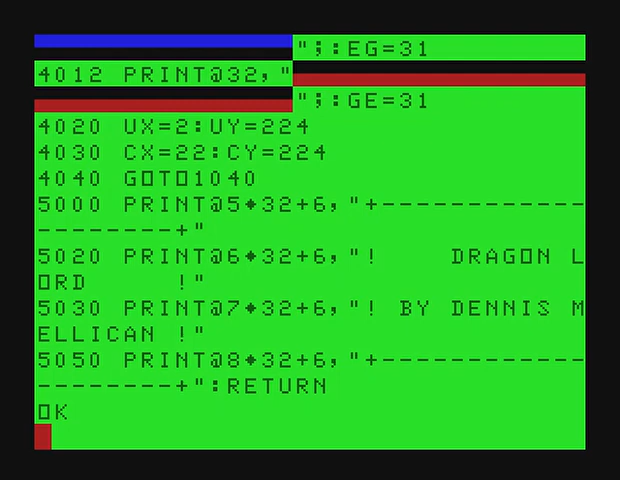 ";:EG=31
4012 PRINT@32,"
";:GE=31
4020 UX=2:UY=224
4030 CX=22:CY=224
4040 GOTO1040
5000 PRINT@5*32+6,"+------------
--------+"
5020 PRINT@6*32+6,"!    DRAGON L
ORD     !"
5030 PRINT@7*32+6,"! BY DENNIS M
ELLICAN !"
5050 PRINT@8*32+6,"+------------
--------+":RETURN
OK